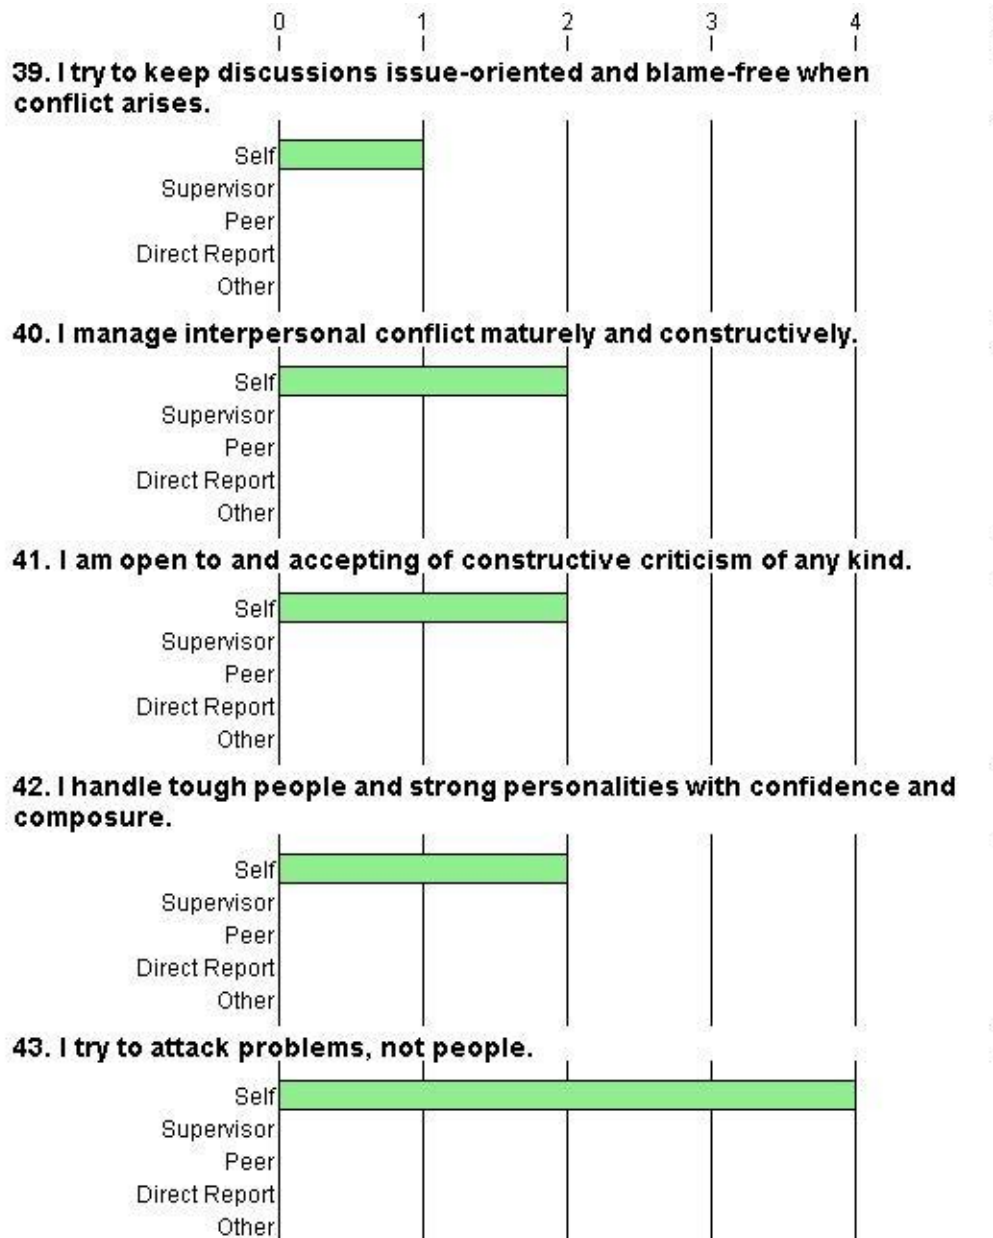 0 1 2 3 4
39. I try to keep discussions issue-oriented and blame-free when
conflict arises.
Self
Supervisor
Peer
Direct Report
Other
40. I manage interpersonal conflict maturely and constructively.
Self
Supervisor
Peer
Direct Report
Other
41. I am open to and accepting of constructive criticism of any kind.
Self
Supervisor
Peer
Direct Report
Other
42. I handle tough people and strong personalities with confidence and
composure.
Self
Supervisor
Peer
Direct Report
Other
43. I try to attack problems, not people.
Self
Supervisor
Peer
Direct Report
Other